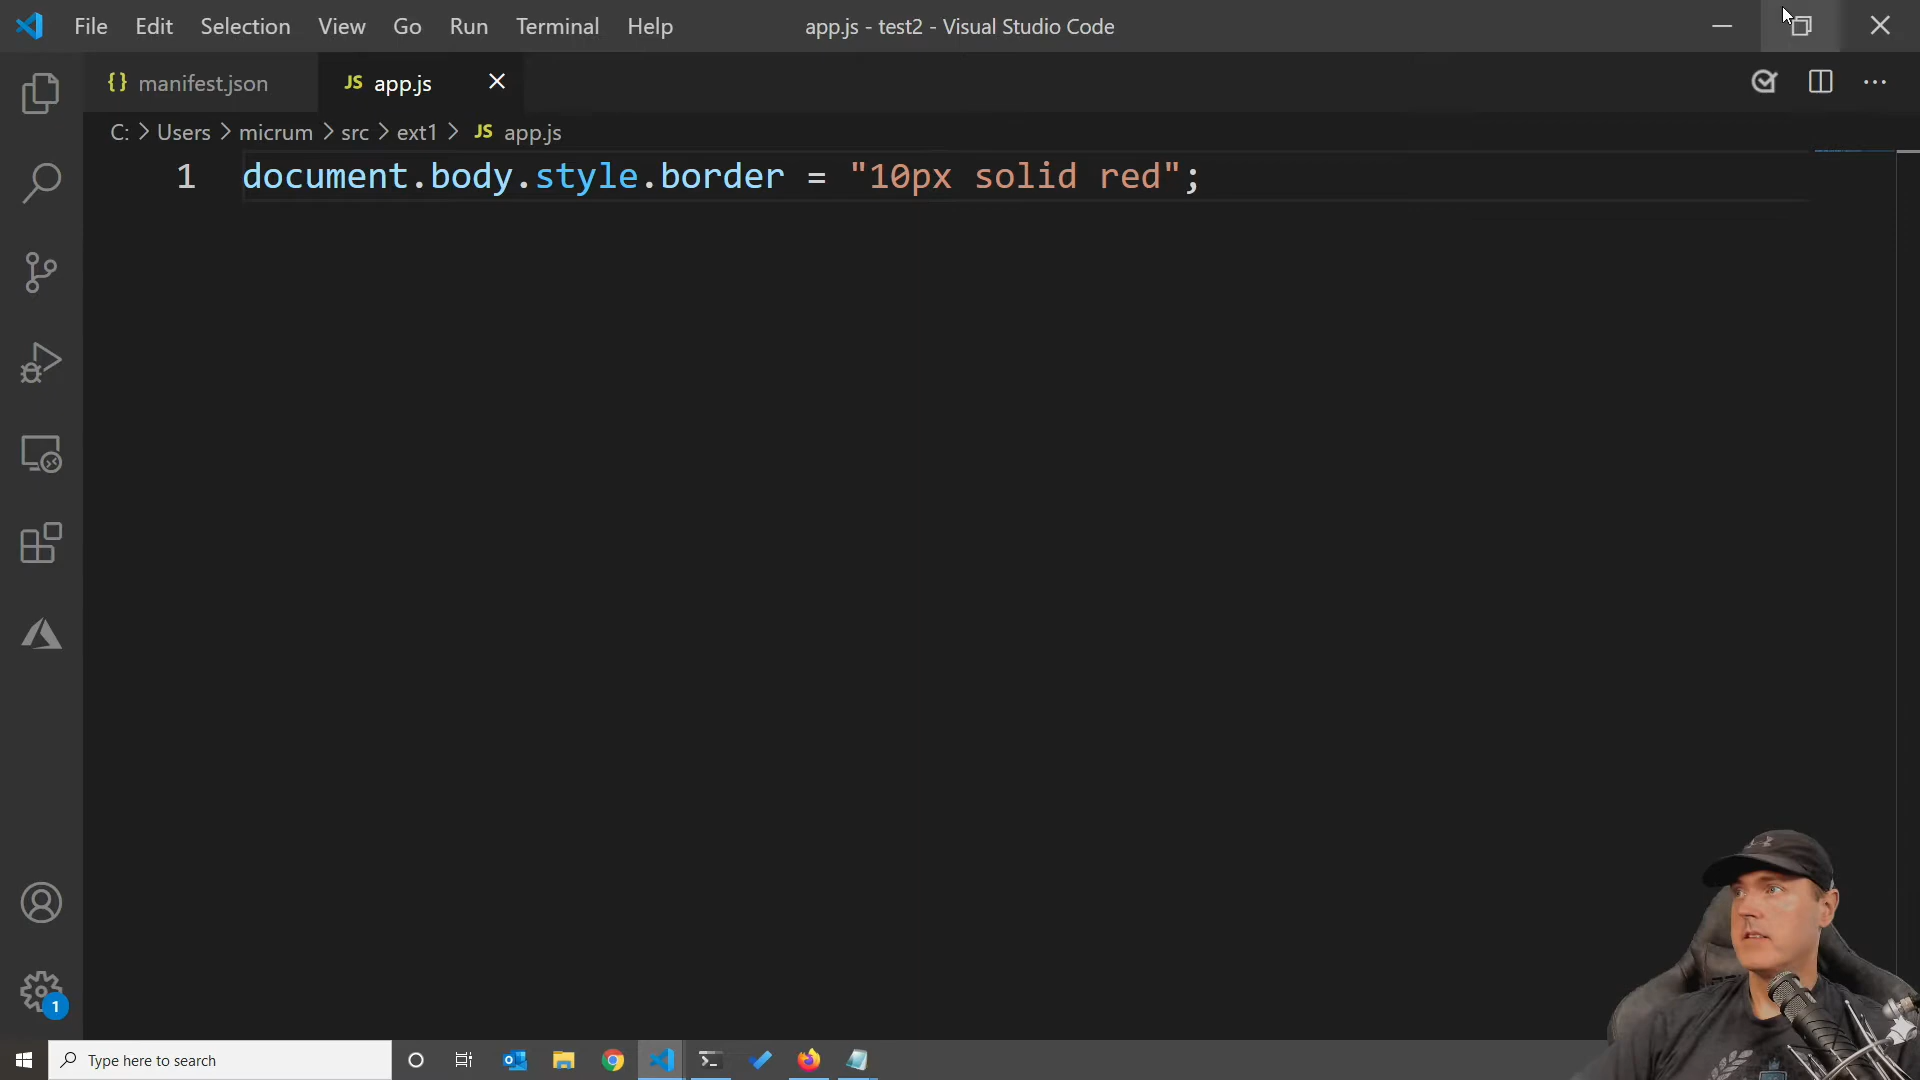 File Edit Selection View Go Run Terminal Help app.js - test2 - Visual Studio Code
{} manifest.json JS app.js
C: > Users > micrum > src > ext1 > JS app.js
1 document.body.style.border = "10px solid red";
1
Type here to search